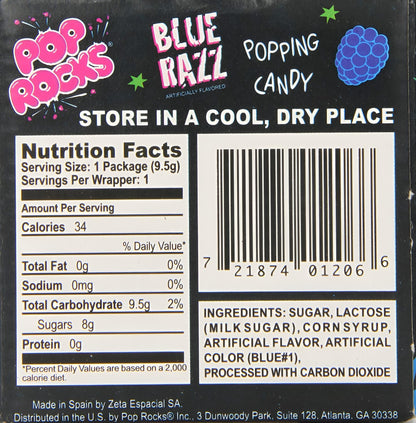 POP
ROCKS®
BLUE
RAZZ
ARTIFICIALLY FLAVORED
POPPING
CANDY
STORE IN A COOL, DRY PLACE
Nutrition Facts
Serving Size: 1 Package (9.5g)
Servings Per Wrapper: 1
Amount Per Serving
Calories 34
% Daily Value*
Total Fat 0g 0%
Sodium 0mg 0%
Total Carbohydrate 9.5g 2%
Sugars 8g
Protein 0g
*Percent Daily Values are based on a 2,000
calorie diet.
7 21874 01206 6
INGREDIENTS: SUGAR, LACTOSE
(MILK SUGAR), CORN SYRUP,
ARTIFICIAL FLAVOR, ARTIFICIAL
COLOR (BLUE#1),
PROCESSED WITH CARBON DIOXIDE
Made in Spain by Zeta Espacial SA.
Distributed in the U.S. by Pop Rocks® Inc., 3 Dunwoody Park, Suite 128, Atlanta, GA 30338